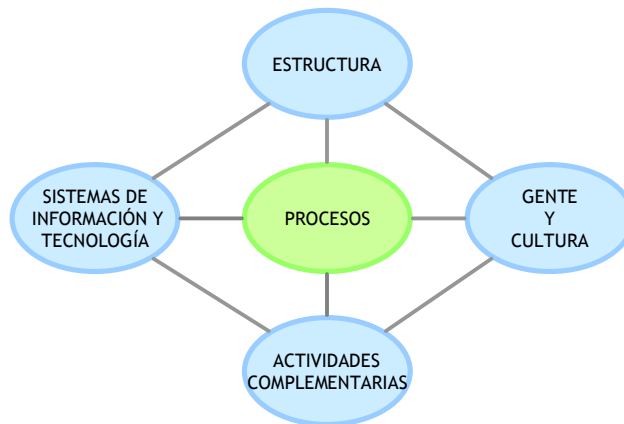 ESTRUCTURA
SISTEMAS DE
INFORMACIÓN Y
TECNOLOGÍA
PROCESOS
GENTE
Y
CULTURA
ACTIVIDADES
COMPLEMENTARIAS